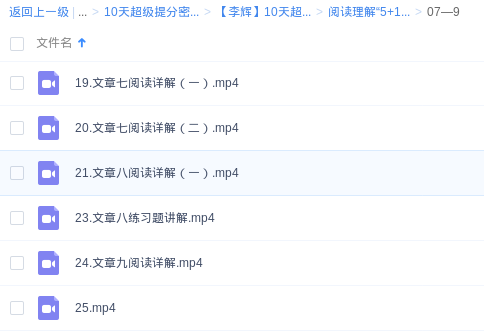 返回上一级 | ... > 10天超级提分密... > 【李辉】10天超... > 阅读理解“5+1... > 07—9
文件名
19.文章七阅读详解（一）.mp4
20.文章七阅读详解（二）.mp4
21.文章八阅读详解（一）.mp4
23.文章八练习题讲解.mp4
24.文章九阅读详解.mp4
25.mp4